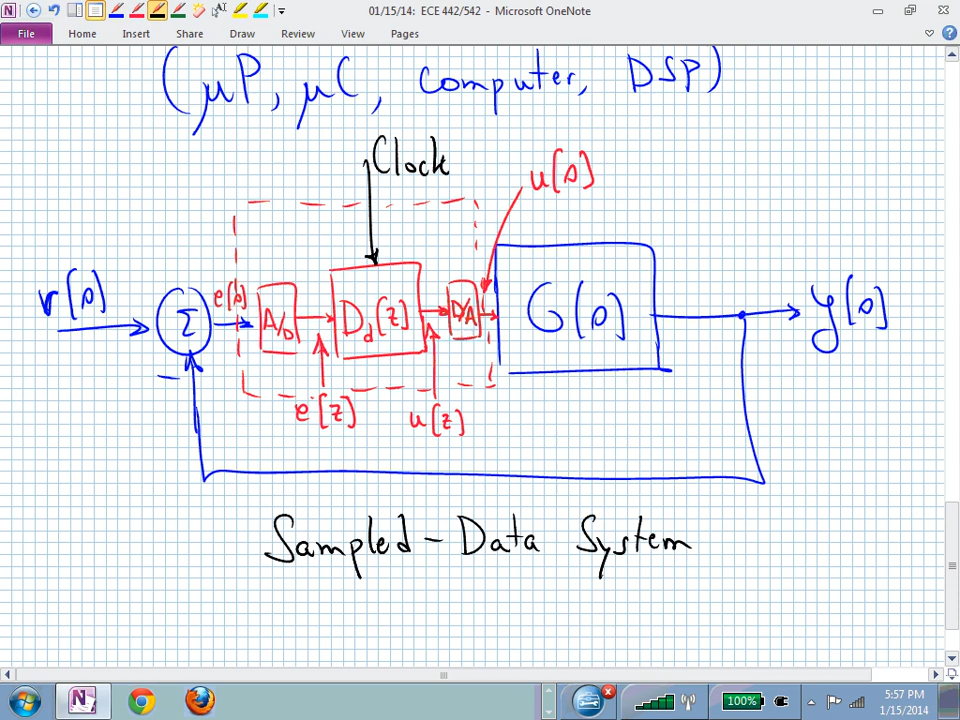 01/15/14: ECE 442/542 - Microsoft OneNote
File Home Insert Share Draw Review View Pages
(μP, μC, computer, DSP)
Clock
u[s]
r[s] Σ e[s] A/D D_d[z] D/A G[s] y[s]
−
e[z] u[z]
Sampled - Data System
100%
5:57 PM
1/15/2014